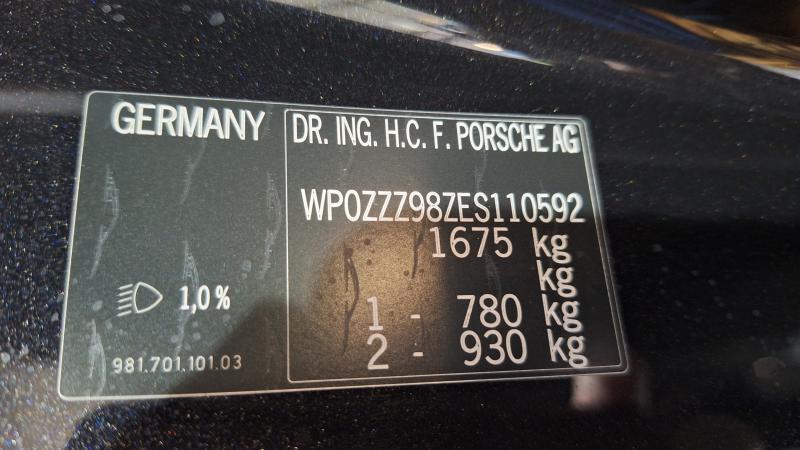 GERMANY
1,0%
981.701.101.03
DR. ING. H.C. F. PORSCHE AG
WP0ZZZ98ZES110592
1675 kg
kg
1 - 780 kg
2 - 930 kg